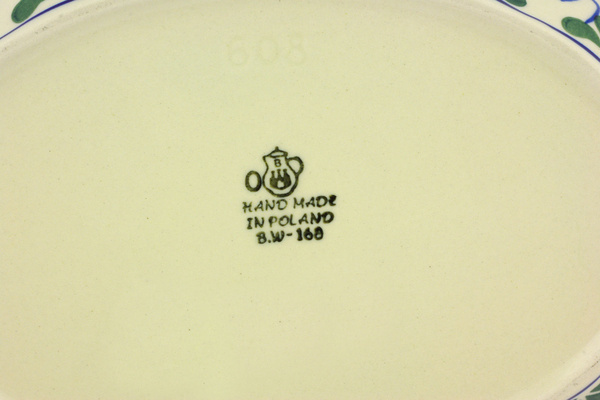 608
B
HAND MADE
IN POLAND
B.W-168